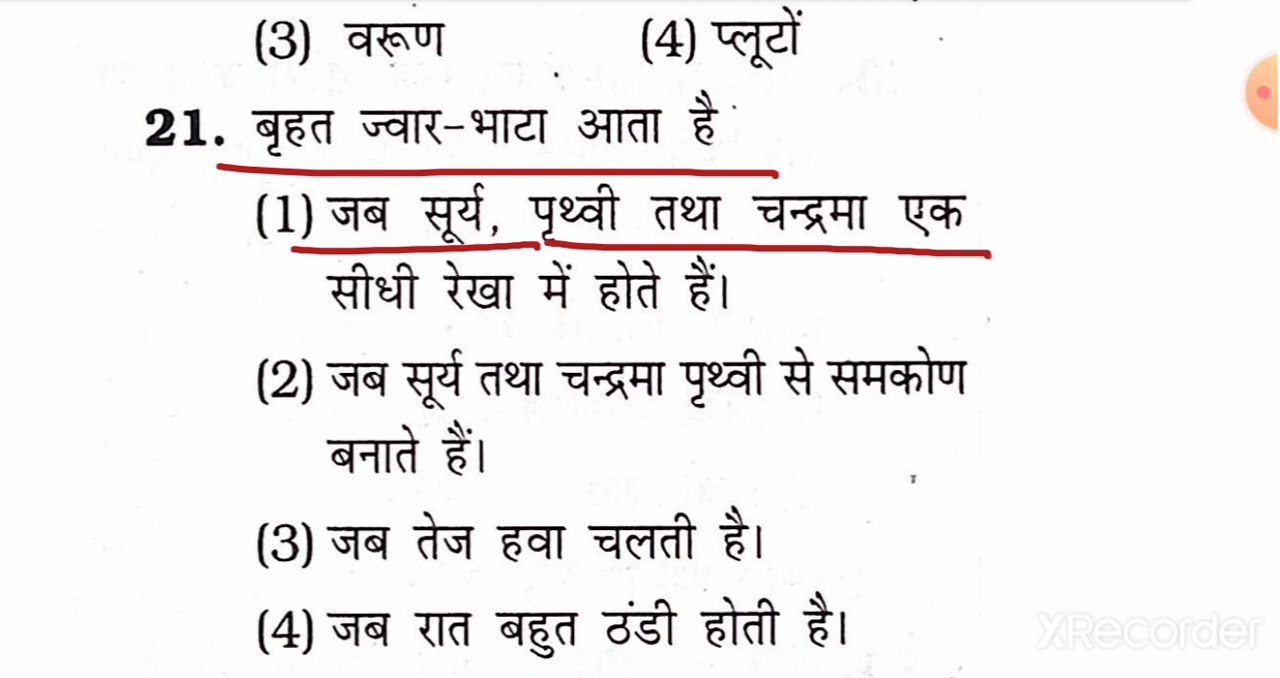 (3) वरूण (4) प्लूटों
21. बृहत ज्वार-भाटा आता है
(1) जब सूर्य, पृथ्वी तथा चन्द्रमा एक
सीधी रेखा में होते हैं।
(2) जब सूर्य तथा चन्द्रमा पृथ्वी से समकोण
बनाते हैं।
(3) जब तेज हवा चलती है।
(4) जब रात बहुत ठंडी होती है।
XRecorder